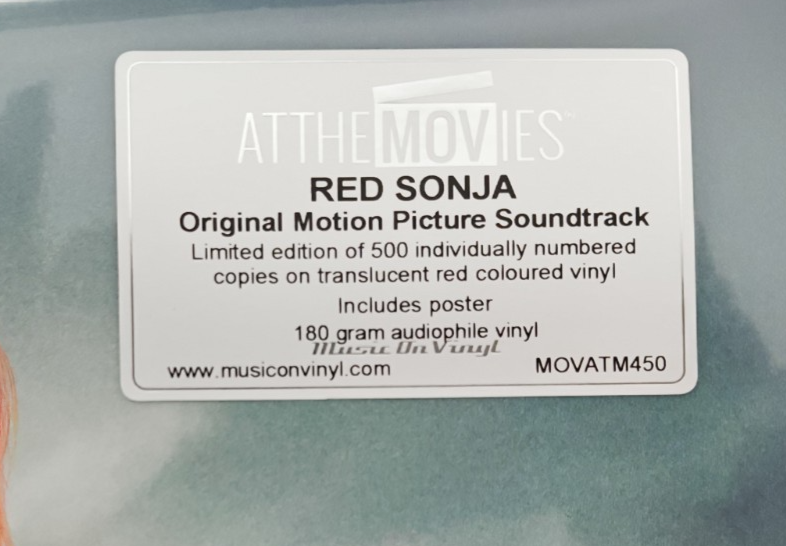 ATTHEMOVIES™
RED SONJA
Original Motion Picture Soundtrack
Limited edition of 500 individually numbered
copies on translucent red coloured vinyl
Includes poster
180 gram audiophile vinyl
Music On Vinyl
www.musiconvinyl.com MOVATM450